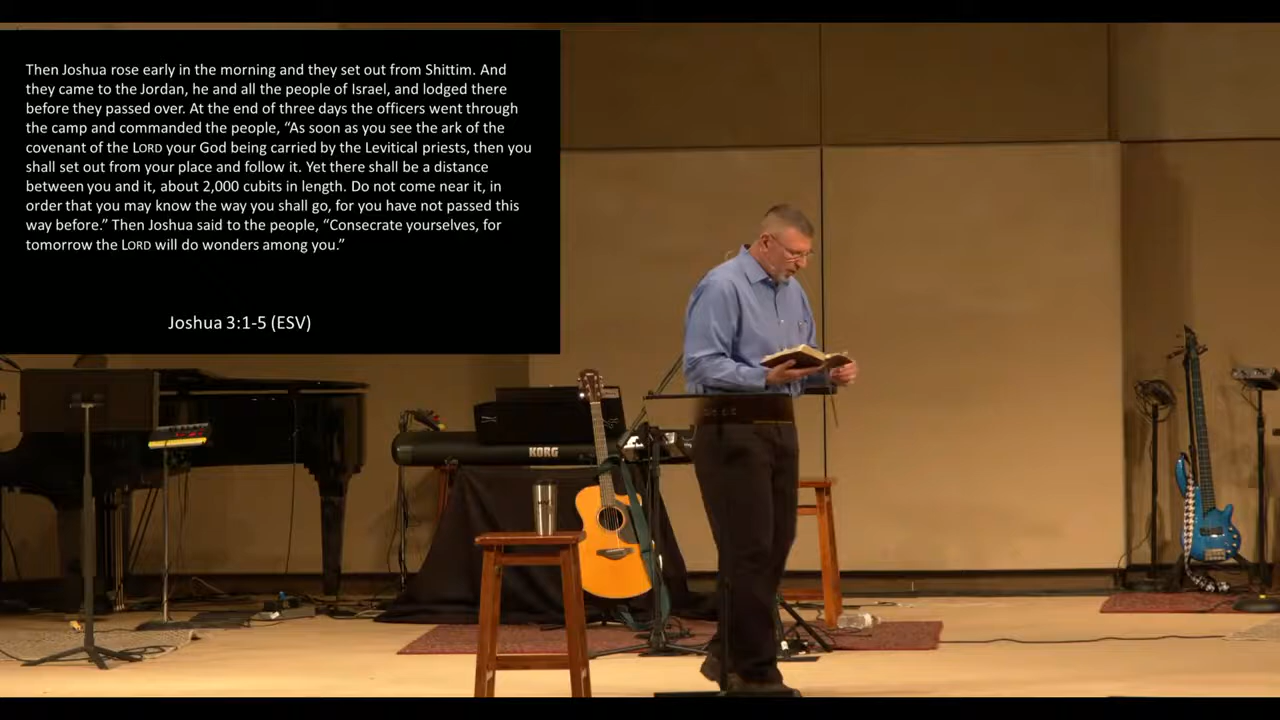 Then Joshua rose early in the morning and they set out from Shittim. And
they came to the Jordan, he and all the people of Israel, and lodged there
before they passed over. At the end of three days the officers went through
the camp and commanded the people, “As soon as you see the ark of the
covenant of the LORD your God being carried by the Levitical priests, then you
shall set out from your place and follow it. Yet there shall be a distance
between you and it, about 2,000 cubits in length. Do not come near it, in
order that you may know the way you shall go, for you have not passed this
way before.” Then Joshua said to the people, “Consecrate yourselves, for
tomorrow the LORD will do wonders among you.”
Joshua 3:1-5 (ESV)
KORG